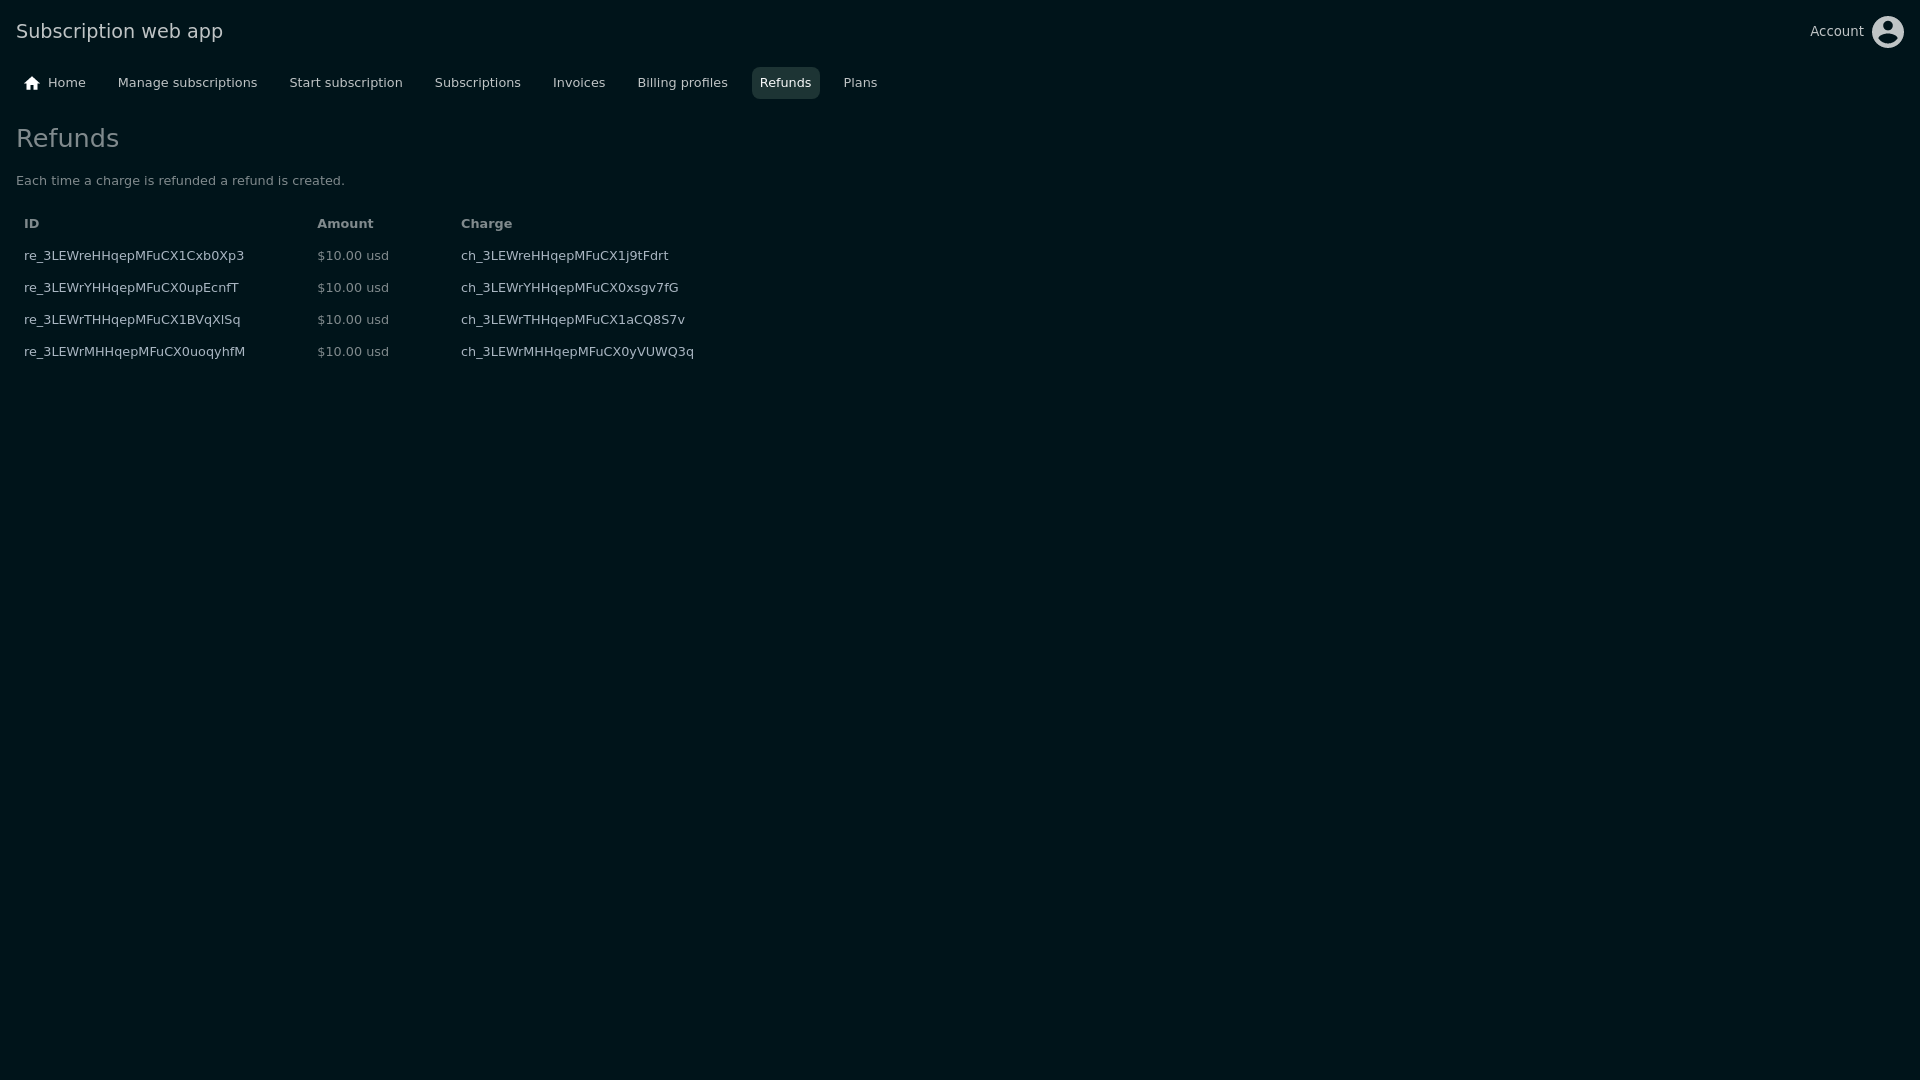 Subscription web app
Account
Home Manage subscriptions Start subscription Subscriptions Invoices Billing profiles Refunds Plans
Refunds
Each time a charge is refunded a refund is created.
ID Amount Charge
re_3LEWreHHqepMFuCX1Cxb0Xp3 $10.00 usd ch_3LEWreHHqepMFuCX1j9tFdrt
re_3LEWrYHHqepMFuCX0upEcnfT $10.00 usd ch_3LEWrYHHqepMFuCX0xsgv7fG
re_3LEWrTHHqepMFuCX1BVqXlSq $10.00 usd ch_3LEWrTHHqepMFuCX1aCQ8S7v
re_3LEWrMHHqepMFuCX0uoqyhfM $10.00 usd ch_3LEWrMHHqepMFuCX0yVUWQ3q